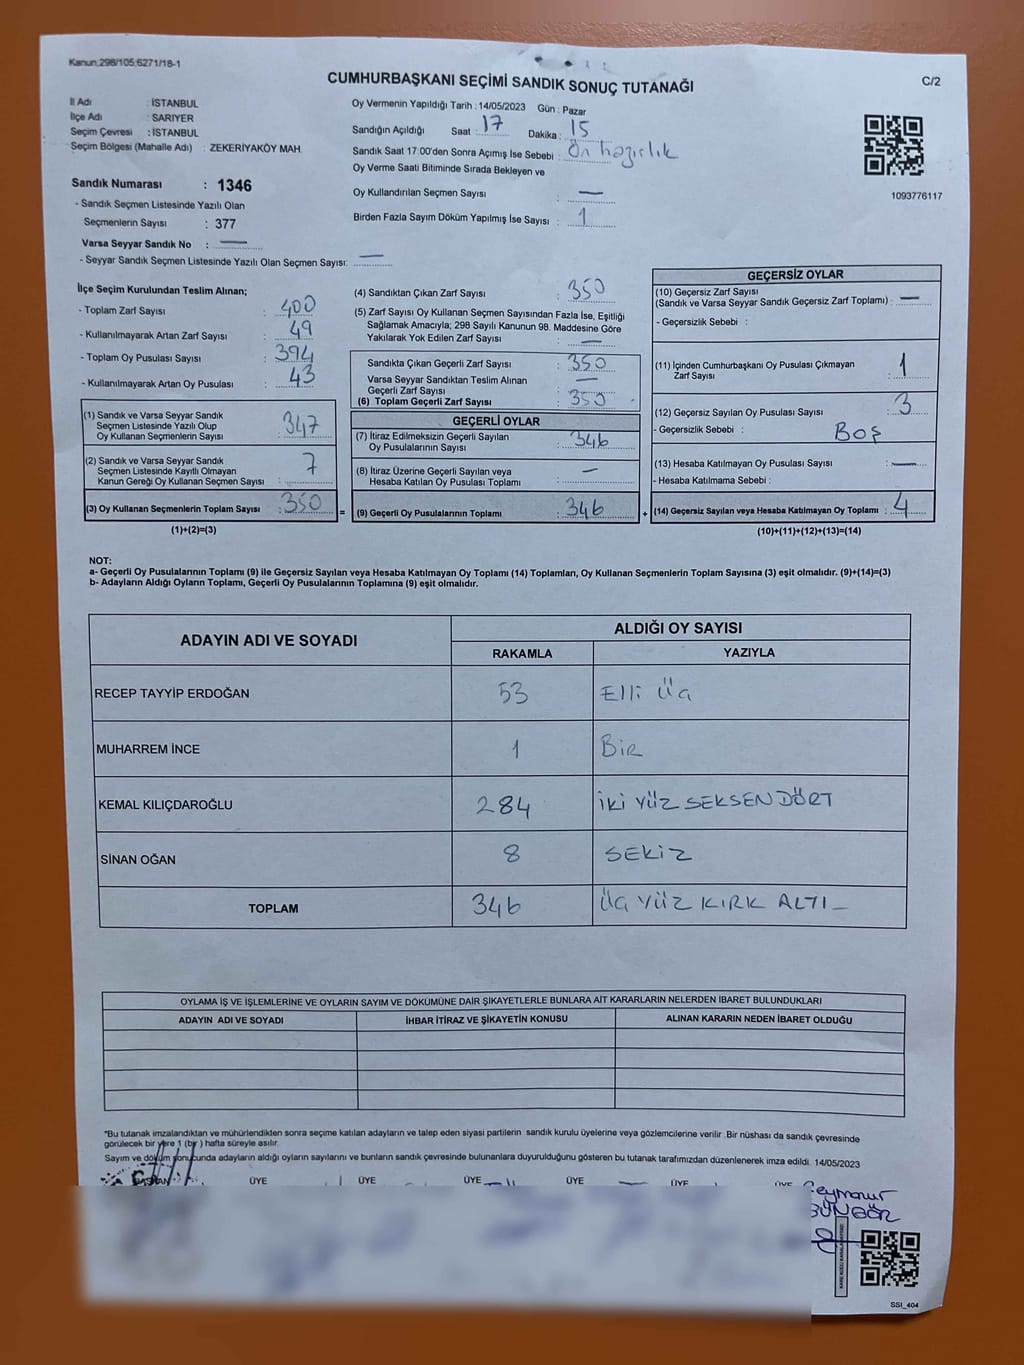 Kanun;298/105;6271/18-1
CUMHURBAŞKANI SEÇİMİ SANDIK SONUÇ TUTANAĞI
C/2
İl Adı : İSTANBUL
İlçe Adı : SARIYER
Seçim Çevresi : İSTANBUL
Seçim Bölgesi (Mahalle Adı) : ZEKERİYAKÖY MAH.
Sandık Numarası : 1346
- Sandık Seçmen Listesinde Yazılı Olan
Seçmenlerin Sayısı : 377
Varsa Seyyar Sandık No : —
- Seyyar Sandık Seçmen Listesinde Yazılı Olan Seçmen Sayısı: —
Oy Vermenin Yapıldığı Tarih : 14/05/2023 Gün : Pazar
Sandığın Açıldığı Saat : 17 Dakika : 15
Sandık Saat 17:00'den Sonra Açımış İse Sebebi : Ön hazırlık
Oy Verme Saati Bitiminde Sırada Bekleyen ve
Oy Kullandırılan Seçmen Sayısı : —
Birden Fazla Sayım Döküm Yapılmış İse Sayısı : 1
1093776117
İlçe Seçim Kurulundan Teslim Alınan;
- Toplam Zarf Sayısı : 400
- Kullanılmayarak Artan Zarf Sayısı : 49
- Toplam Oy Pusulası Sayısı : 394
- Kullanılmayarak Artan Oy Pusulası : 43
(1) Sandık ve Varsa Seyyar Sandık
Seçmen Listesinde Yazılı Olup
Oy Kullanan Seçmenlerin Sayısı : 347
(2) Sandık ve Varsa Seyyar Sandık
Seçmen Listesinde Kayıtlı Olmayan
Kanun Gereği Oy Kullanan Seçmen Sayısı : 7
(3) Oy Kullanan Seçmenlerin Toplam Sayısı : 350
(1)+(2)=(3)
(4) Sandıktan Çıkan Zarf Sayısı : 350
(5) Zarf Sayısı Oy Kullanan Seçmen Sayısından Fazla İse, Eşitliği
Sağlamak Amacıyla; 298 Sayılı Kanunun 98. Maddesine Göre
Yakılarak Yok Edilen Zarf Sayısı : —
Sandıkta Çıkan Geçerli Zarf Sayısı : 350
Varsa Seyyar Sandıktan Teslim Alınan
Geçerli Zarf Sayısı : —
(6) Toplam Geçerli Zarf Sayısı : 350
GEÇERLİ OYLAR
(7) İtiraz Edilmeksizin Geçerli Sayılan
Oy Pusulalarının Sayısı : 346
(8) İtiraz Üzerine Geçerli Sayılan veya
Hesaba Katılan Oy Pusulası Toplamı : —
= (9) Geçerli Oy Pusulalarının Toplamı : 346
GEÇERSİZ OYLAR
(10) Geçersiz Zarf Sayısı
(Sandık ve Varsa Seyyar Sandık Geçersiz Zarf Toplamı) : —
- Geçersizlik Sebebi :
(11) İçinden Cumhurbaşkanı Oy Pusulası Çıkmayan
Zarf Sayısı : 1
(12) Geçersiz Sayılan Oy Pusulası Sayısı : 3
- Geçersizlik Sebebi : BOŞ
(13) Hesaba Katılmayan Oy Pusulası Sayısı : —
- Hesaba Katılmama Sebebi :
+ (14) Geçersiz Sayılan veya Hesaba Katılmayan Oy Toplamı : 4
(10)+(11)+(12)+(13)=(14)
NOT:
a- Geçerli Oy Pusulalarının Toplamı (9) ile Geçersiz Sayılan ve Hesaba Katılmayan Oy Toplamı (14) Toplamları, Oy Kullanan Seçmenlerin Toplam Sayısına (3) eşit olmalıdır. (9)+(14)=(3)
b- Adayların Aldığı Oyların Toplamı, Geçerli Oy Pusulalarının Toplamına (9) eşit olmalıdır.
ADAYIN ADI VE SOYADI
ALDIĞI OY SAYISI
RAKAMLA YAZIYLA
RECEP TAYYİP ERDOĞAN 53 Elli Üç
MUHARREM İNCE 1 BİR
KEMAL KILIÇDAROĞLU 284 İKİ YÜZ SEKSEN DÖRT
SİNAN OĞAN 8 SEKİZ
TOPLAM 346 ÜÇ YÜZ KIRK ALTI
OYLAMA İŞ VE İŞLEMLERİNE VE OYLARIN SAYIM VE DÖKÜMÜNE DAİR ŞİKAYETLERLE BUNLARA AİT KARARLARIN NELERDEN İBARET BULUNDUKLARI
ADAYIN ADI VE SOYADI İHBAR İTİRAZ VE ŞİKAYETİN KONUSU ALINAN KARARIN NEDEN İBARET OLDUĞU
*Bu tutanak imzalandıktan ve mühürlendikten sonra seçime katılan adayların ve talep eden siyasi partilerin sandık kurulu üyelerine veya gözlemcilerine verilir .Bir nüshası da sandık çevresinde
görülecek bir yere 1 (bir ) hafta süreyle asılır.
Sayım ve döküm sonucunda adayların aldığı oyların sayılarını ve bunların sandık çevresinde bulunanlara duyurulduğunu gösteren bu tutanak tarafımızdan düzenlenerek imza edildi. 14/05/2023
BAŞKAN ÜYE ÜYE ÜYE ÜYE ÜYE ÜYE
GÜNGÖR
SSI_404